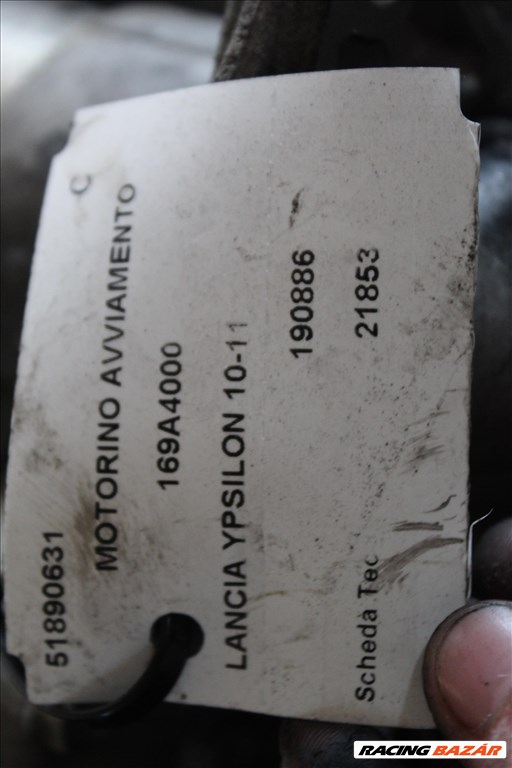 51890631 C
MOTORINO AVVIAMENTO
169A4000
LANCIA YPSILON 10-11
190886
Scheda Tec 21853
RACING BAZÁR